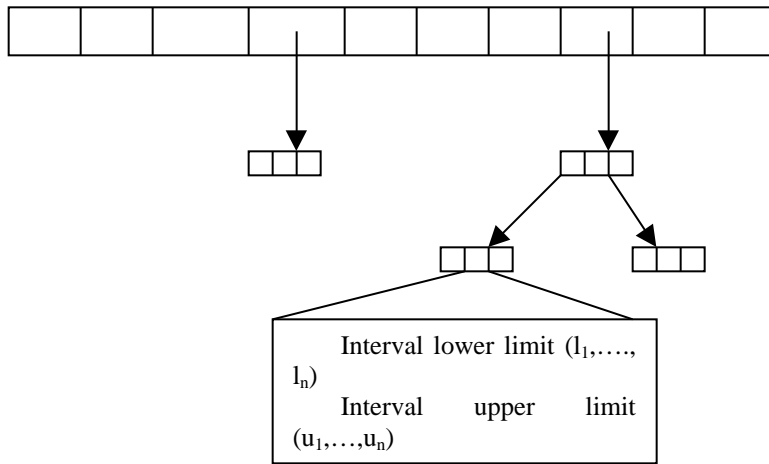 Interval lower limit (l₁,....,
lₙ)
Interval upper limit
(u₁,...,uₙ)